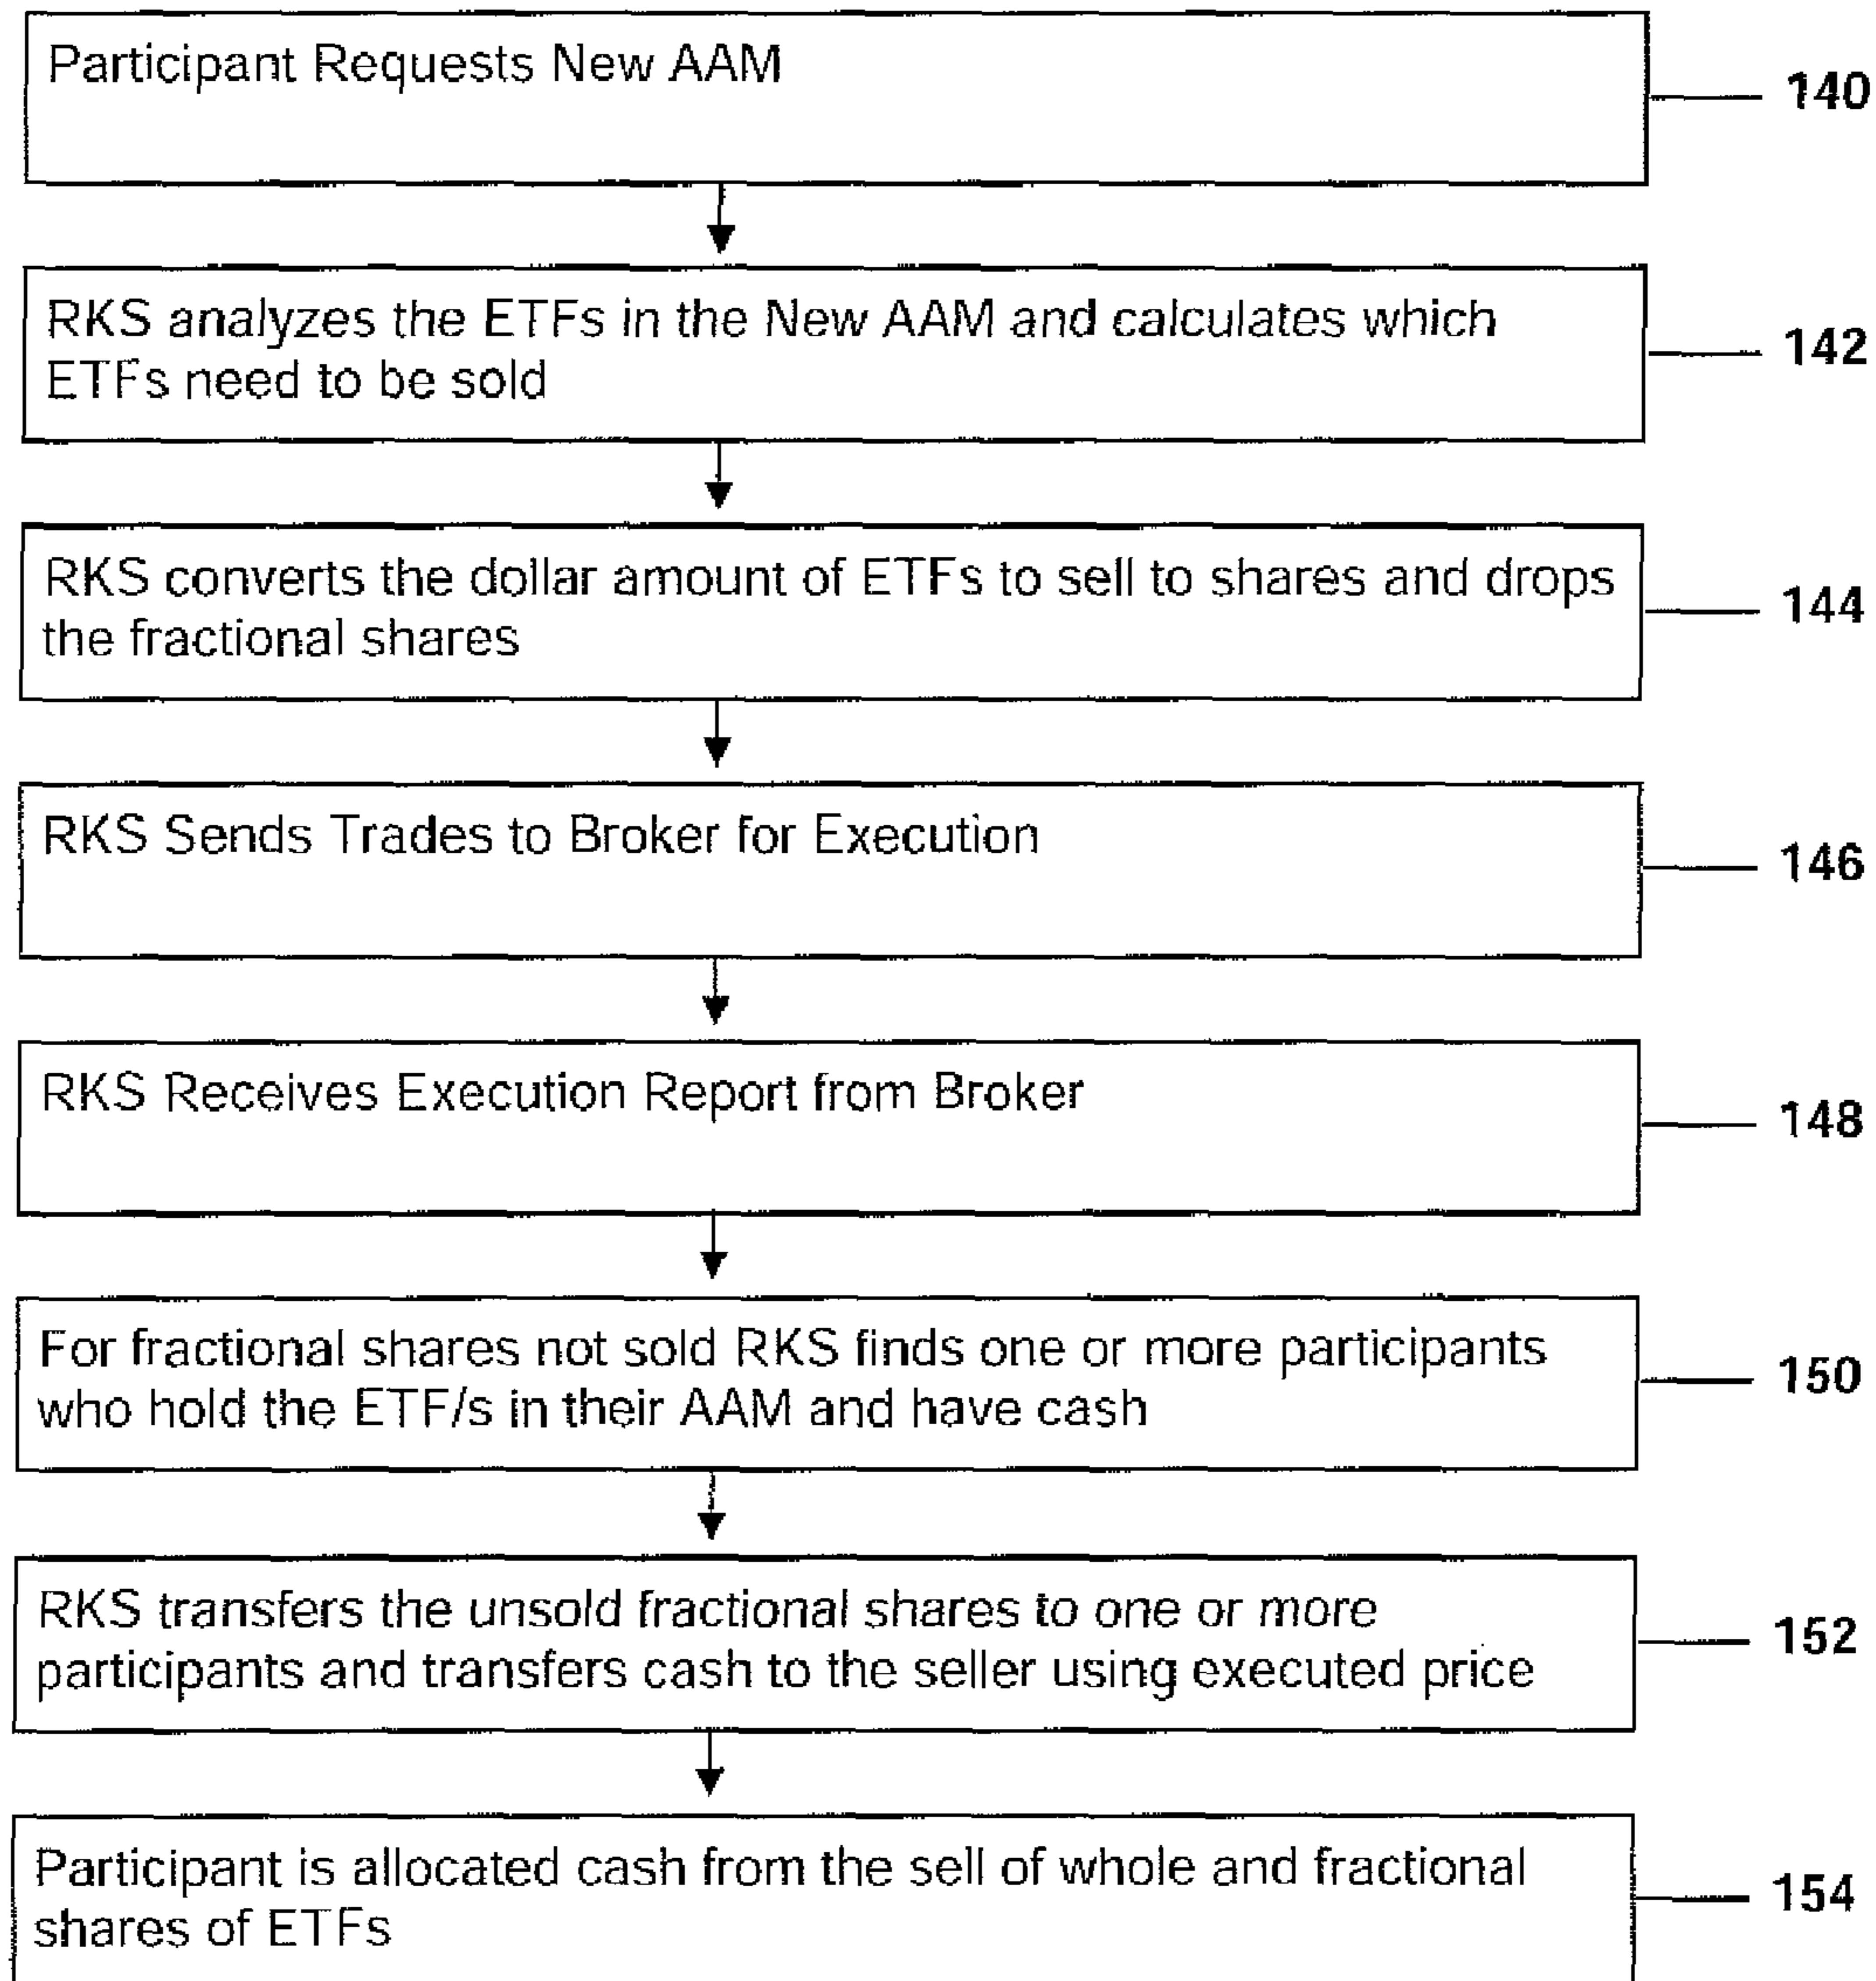 Participant Requests New AAM
140
RKS analyzes the ETFs in the New AAM and calculates which
ETFs need to be sold
142
RKS converts the dollar amount of ETFs to sell to shares and drops
the fractional shares
144
RKS Sends Trades to Broker for Execution
146
RKS Receives Execution Report from Broker
148
For fractional shares not sold RKS finds one or more participants
who hold the ETF/s in their AAM and have cash
150
RKS transfers the unsold fractional shares to one or more
participants and transfers cash to the seller using executed price
152
Participant is allocated cash from the sell of whole and fractional
shares of ETFs
154